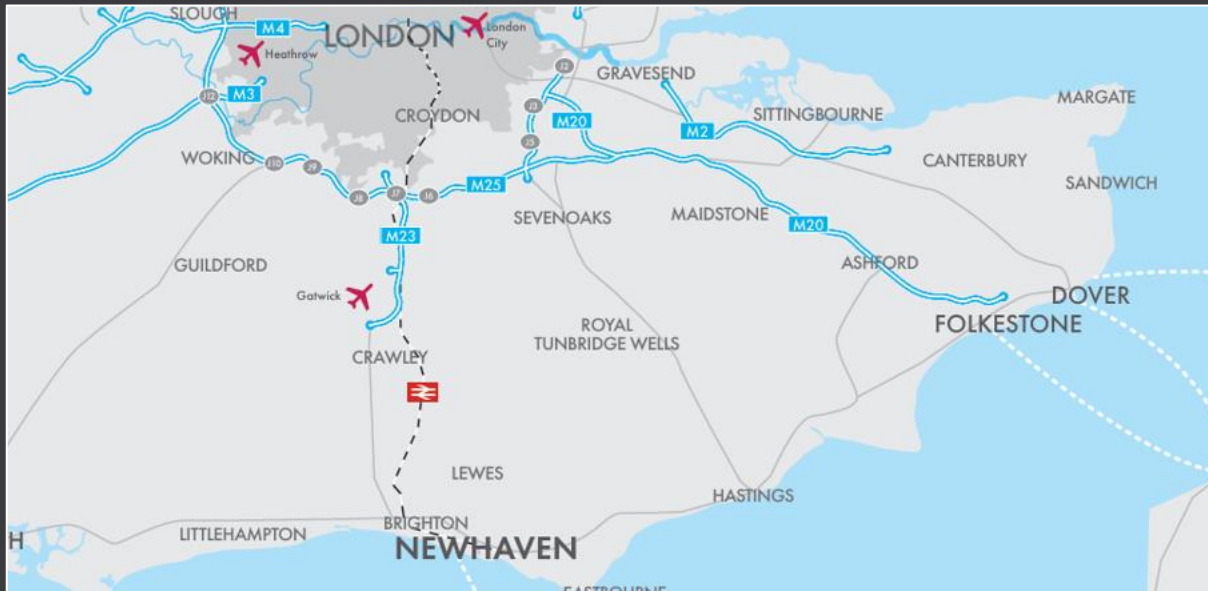 SLOUGH
M4
LONDON
London
City
Heathrow
J2
GRAVESEND
MARGATE
J12
M3
J3
M20
SITTINGBOURNE
CROYDON
M2
J5
WOKING
J10
J9
CANTERBURY
M25
SANDWICH
J8
J7
J6
SEVENOAKS
MAIDSTONE
M20
M23
GUILDFORD
ASHFORD
Gatwick
DOVER
FOLKESTONE
ROYAL
TUNBRIDGE WELLS
CRAWLEY
LEWES
HASTINGS
BRIGHTON
LITTLEHAMPTON
H
NEWHAVEN
EASTBOURNE